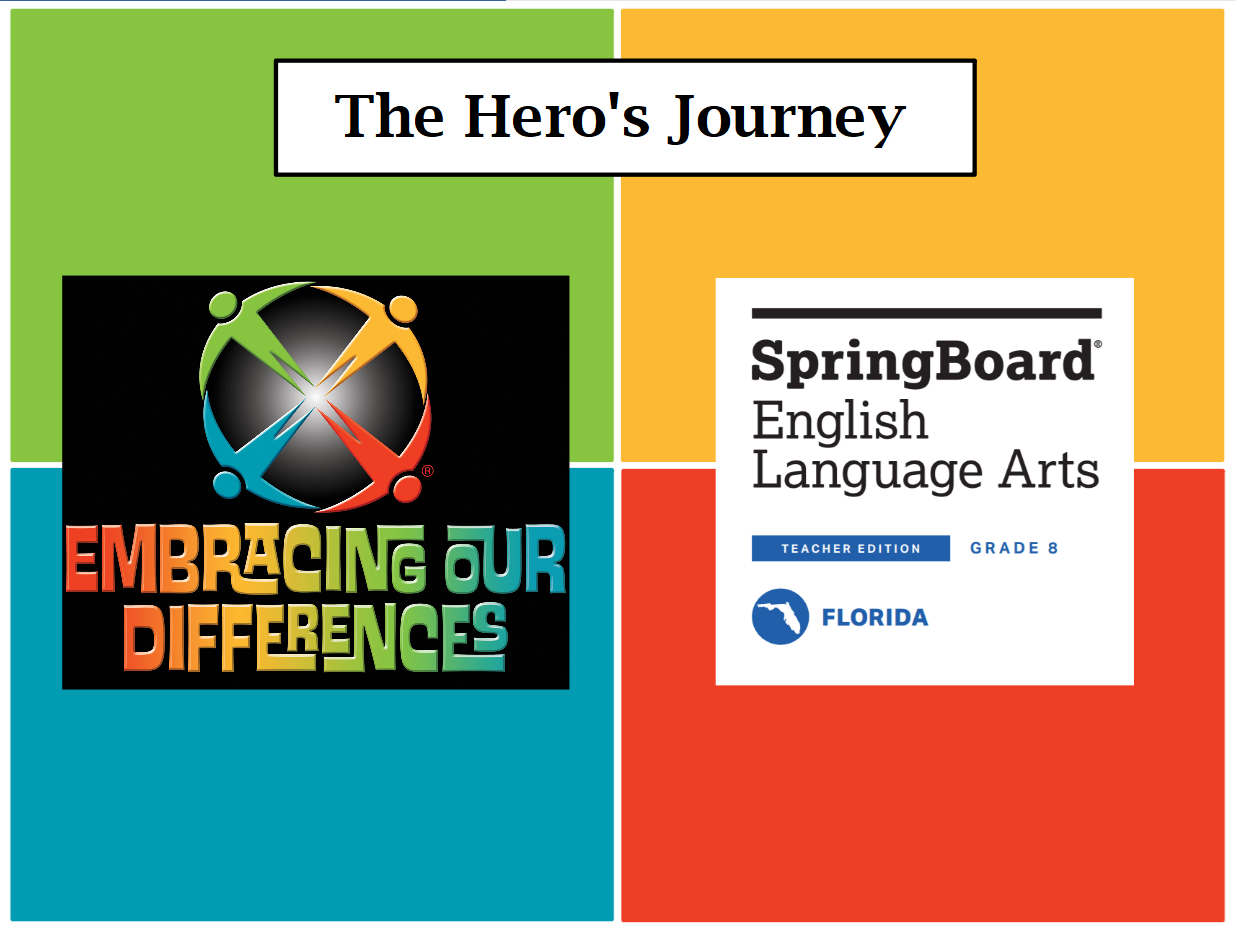 The Hero's Journey
®
EMBRACING OUR
DIFFERENCES
SpringBoard®
English
Language Arts
TEACHER EDITION GRADE 8
FLORIDA